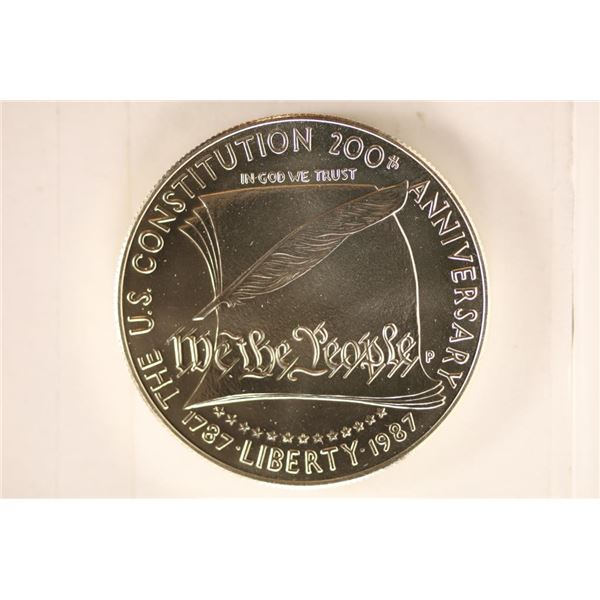 THE U.S. CONSTITUTION 200th ANNIVERSARY
IN GOD WE TRUST
We the People
P
1787 · LIBERTY · 1987